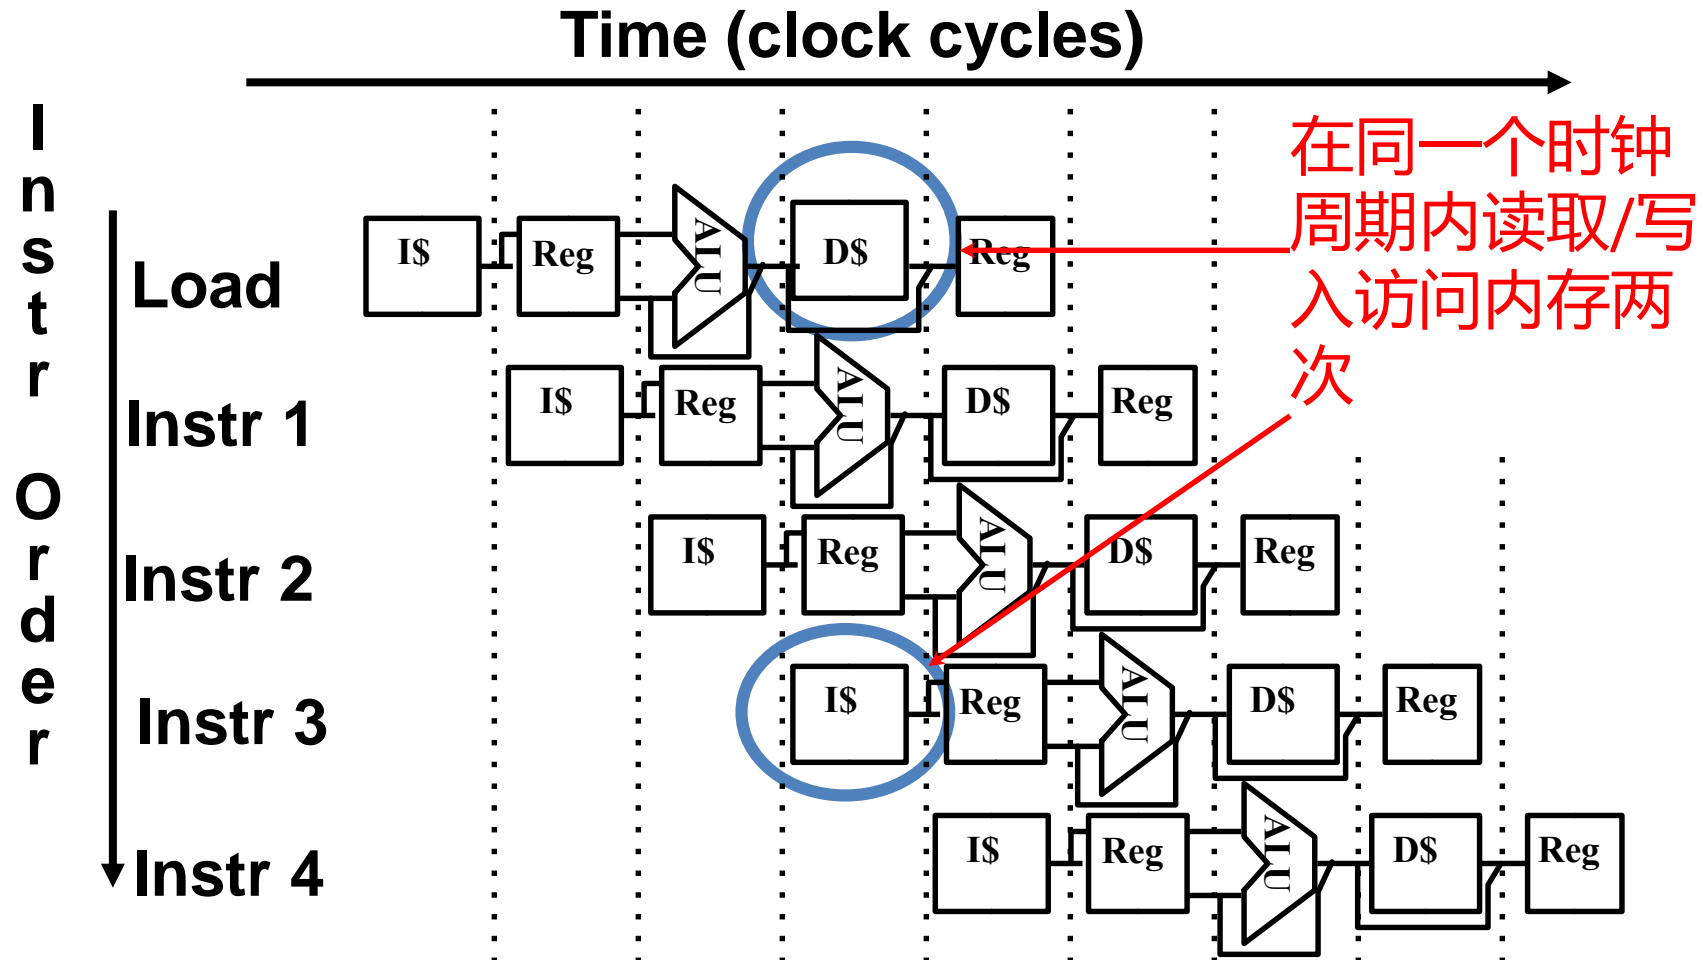 Time (clock cycles)
Instr Order
在同一个时钟
周期内读取/写
入访问内存两
次
Load
I$ Reg ALU D$ Reg
Instr 1
I$ Reg ALU D$ Reg
Instr 2
I$ Reg ALU D$ Reg
Instr 3
I$ Reg ALU D$ Reg
Instr 4
I$ Reg ALU D$ Reg